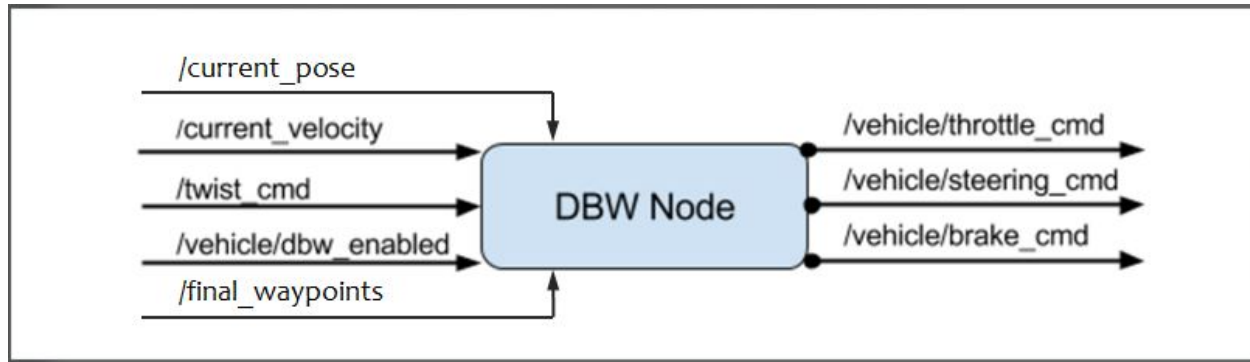 /current_pose
/current_velocity
/twist_cmd
/vehicle/dbw_enabled
/final_waypoints
DBW Node
/vehicle/throttle_cmd
/vehicle/steering_cmd
/vehicle/brake_cmd